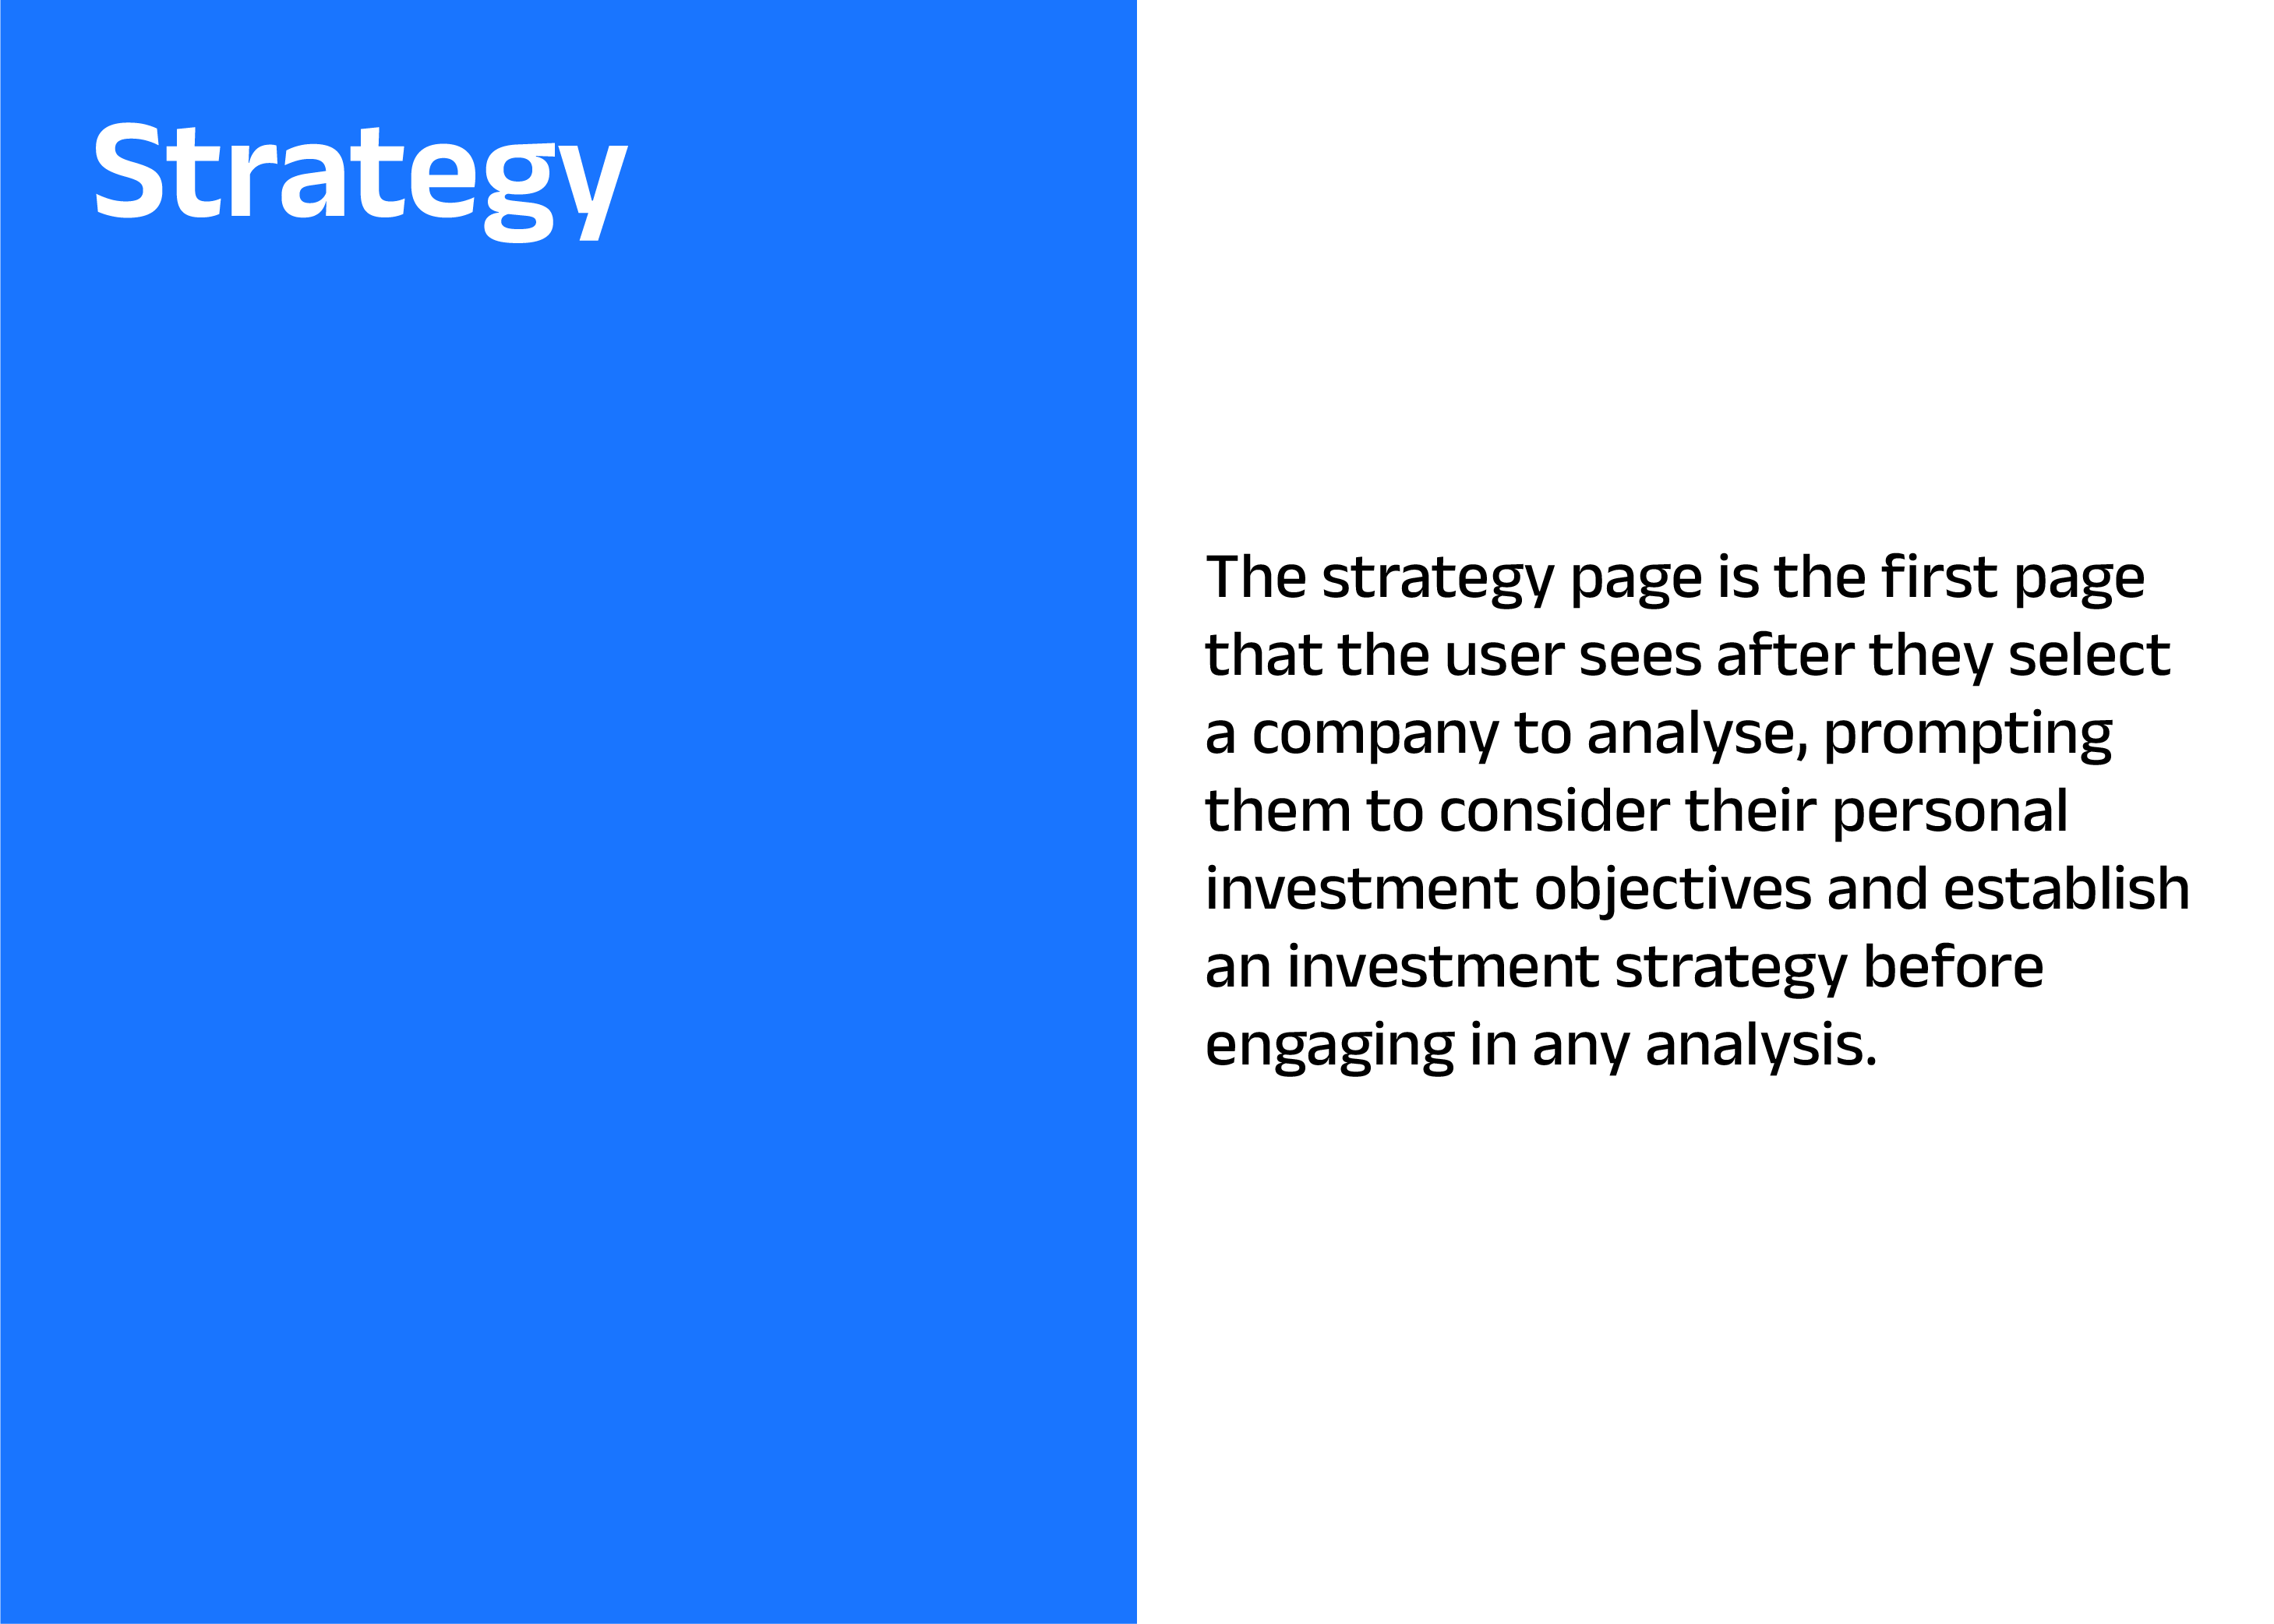 Strategy
The strategy page is the first page
that the user sees after they select
a company to analyse, prompting
them to consider their personal
investment objectives and establish
an investment strategy before
engaging in any analysis.